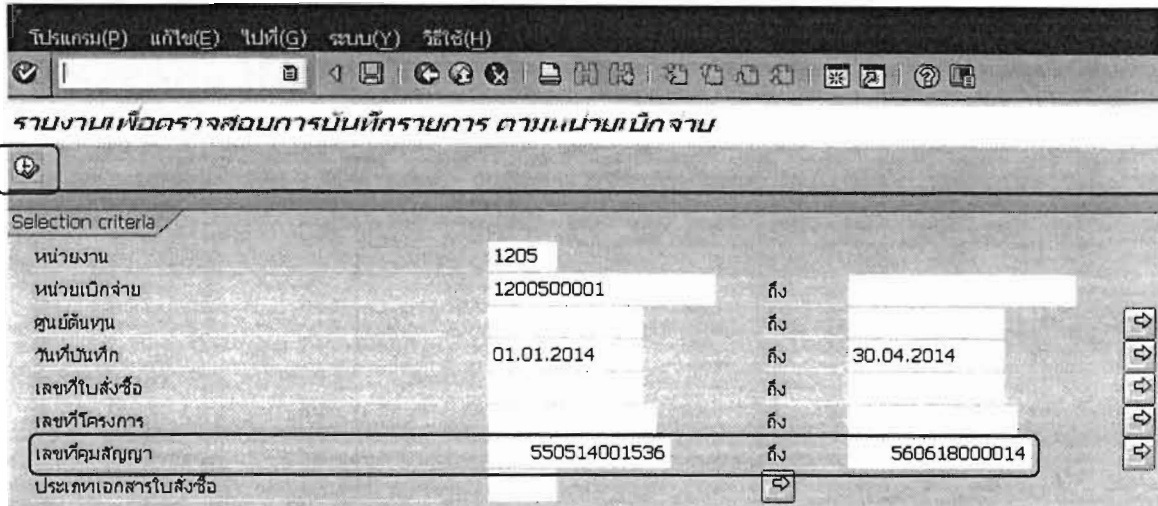 โปรแกรม(P) แก้ไข(E) ไปที่(G) ระบบ(Y) วิธีใช้(H)
รายงานเพื่อตรวจสอบการบันทึกรายการ ตามหน่วยเบิกจ่าย
Selection criteria
หน่วยงาน 1205
หน่วยเบิกจ่าย 1200500001 ถึง
ศูนย์ต้นทุน ถึง
วันที่บันทึก 01.01.2014 ถึง 30.04.2014
เลขที่ใบสั่งซื้อ ถึง
เลขที่โครงการ ถึง
เลขที่คุมสัญญา 550514001536 ถึง 560618000014
ประเภทเอกสารใบสั่งซื้อ